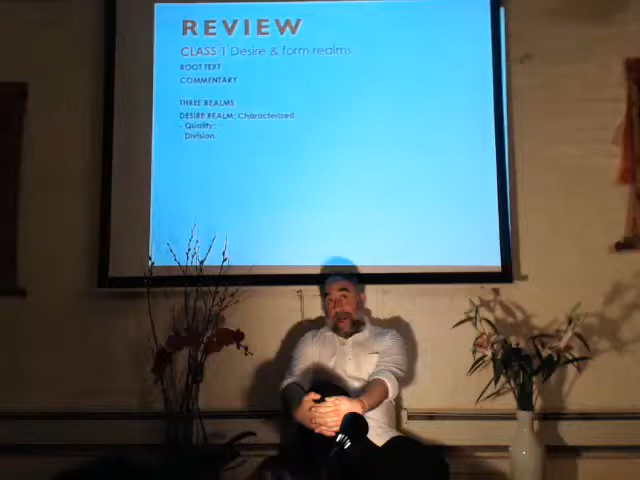 REVIEW
CLASS 1 Desire & form realms
ROOT TEXT
COMMENTARY
THREE REALMS
DESIRE REALM: Characterized
- Quality:
Division